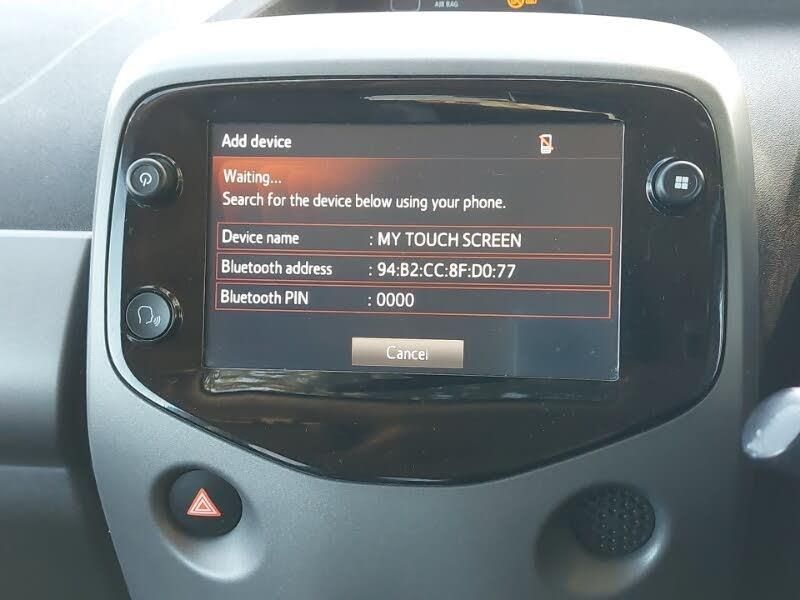 AIR BAG
Add device
Waiting...
Search for the device below using your phone.
Device name : MY TOUCH SCREEN
Bluetooth address : 94:B2:CC:8F:D0:77
Bluetooth PIN : 0000
Cancel